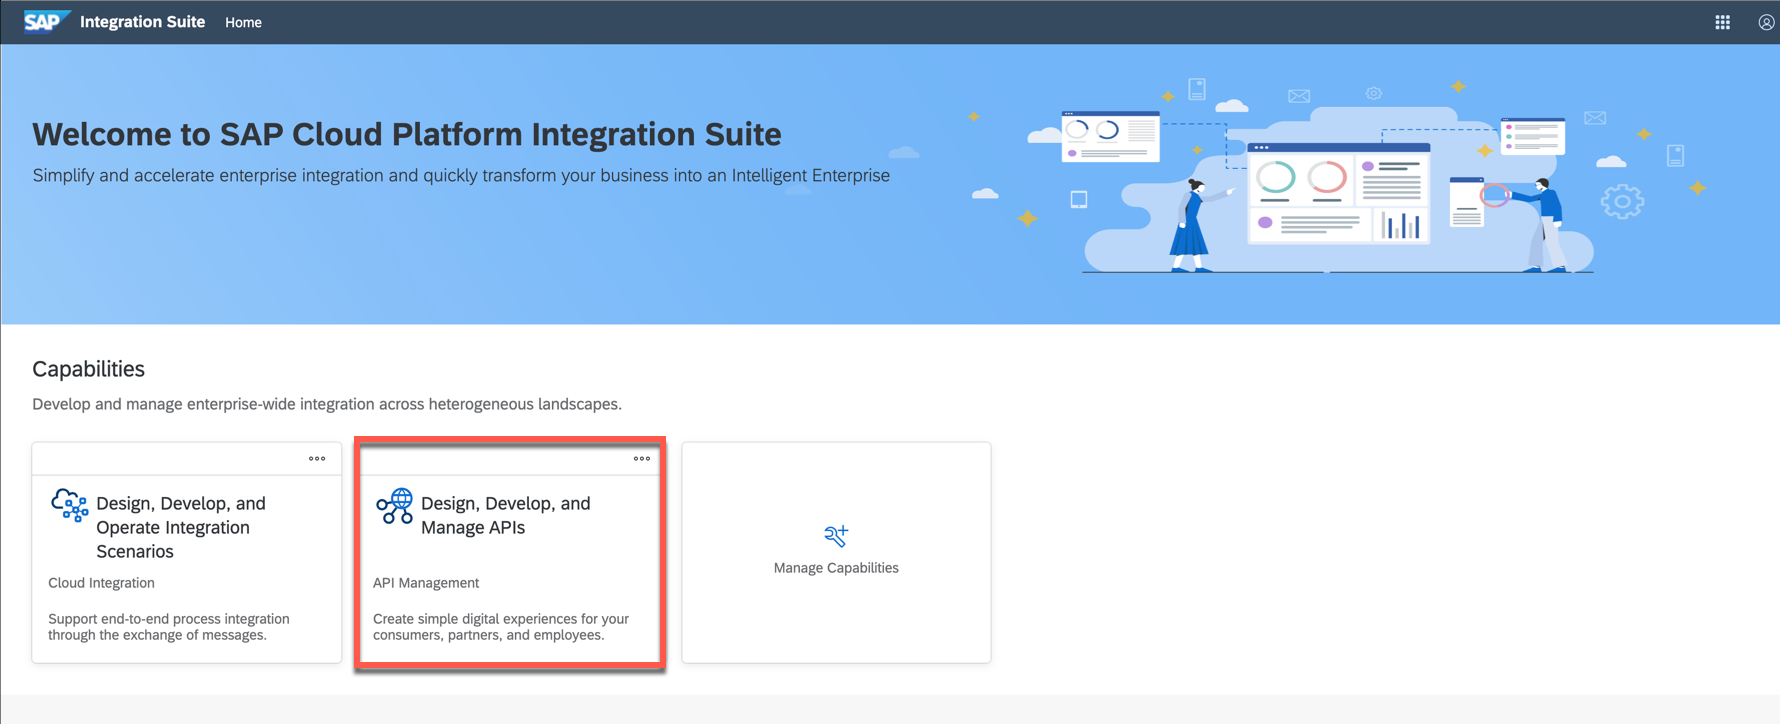 SAP Integration Suite Home
Welcome to SAP Cloud Platform Integration Suite
Simplify and accelerate enterprise integration and quickly transform your business into an Intelligent Enterprise
Capabilities
Develop and manage enterprise-wide integration across heterogeneous landscapes.
Design, Develop, and
Operate Integration
Scenarios
Cloud Integration
Support end-to-end process integration
through the exchange of messages.
Design, Develop, and
Manage APIs
API Management
Create simple digital experiences for your
consumers, partners, and employees.
Manage Capabilities